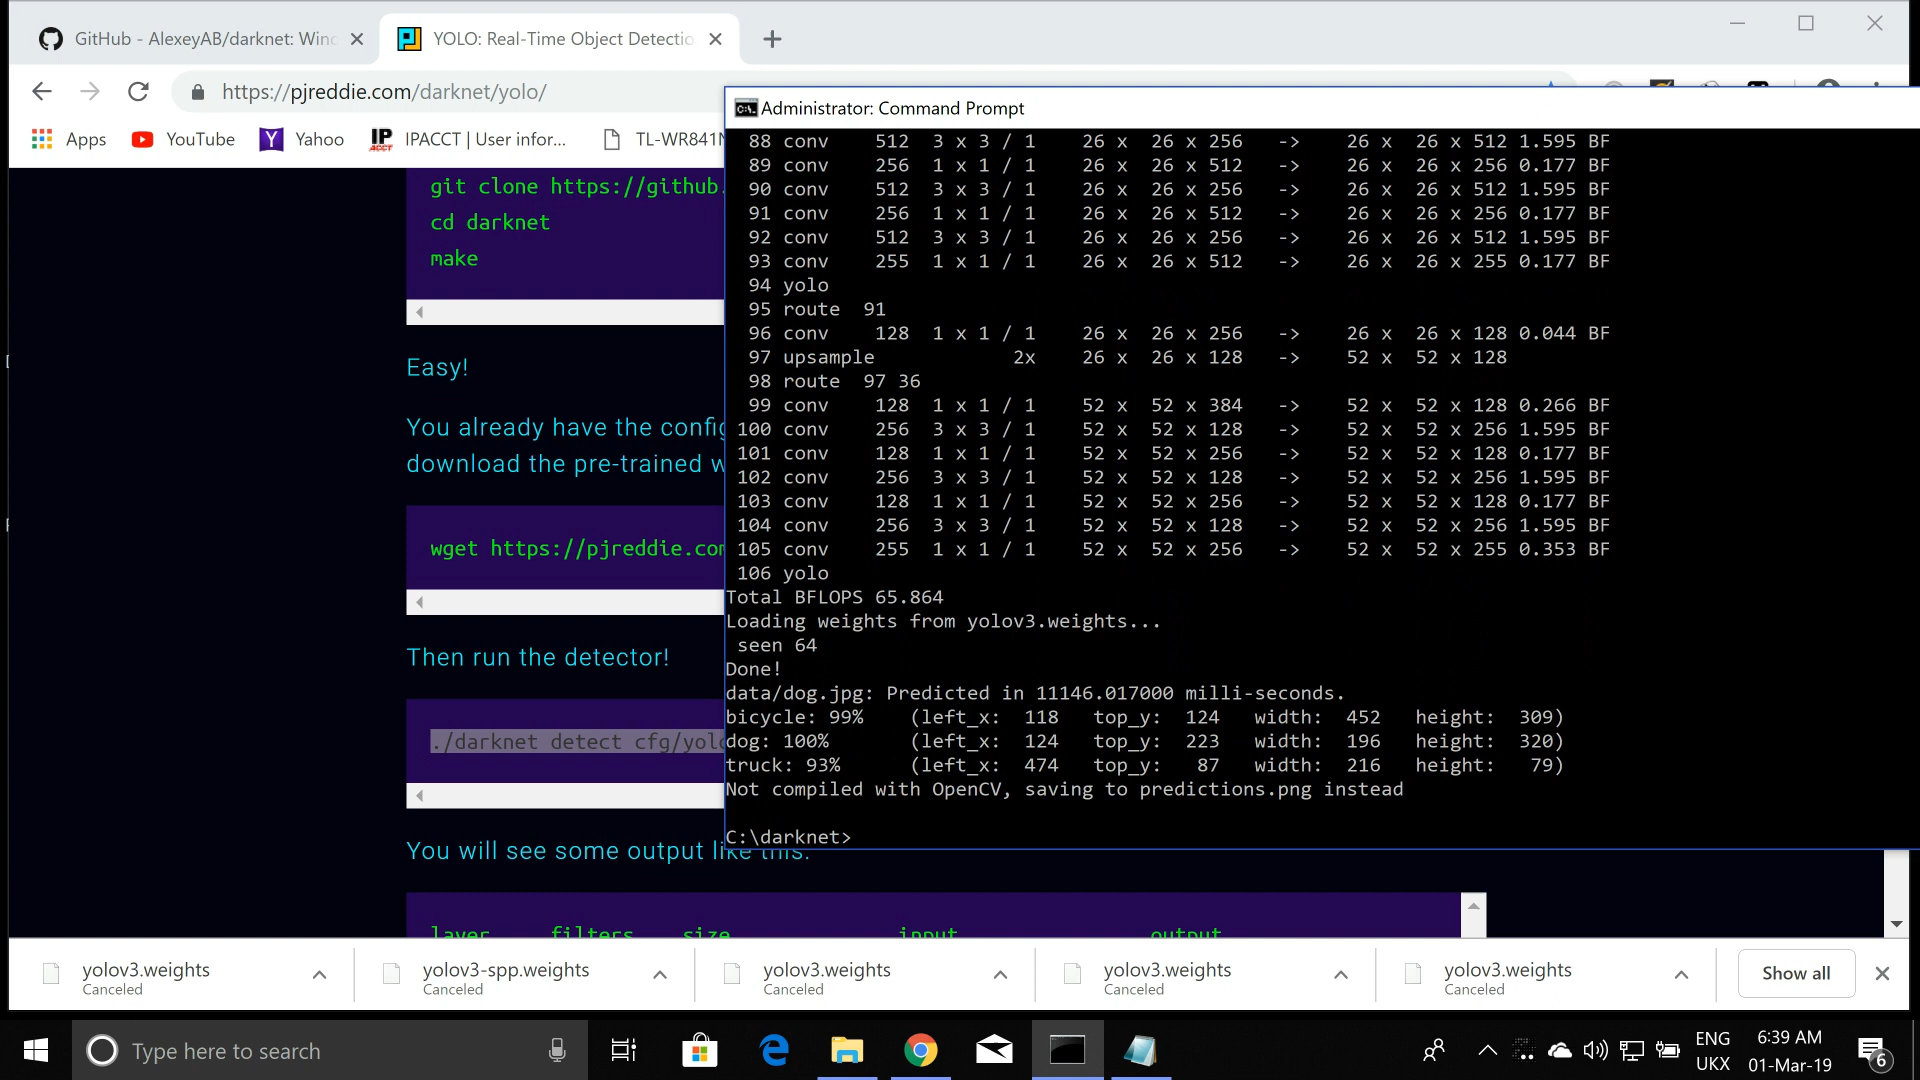 GitHub - AlexeyAB/darknet: Winc
YOLO: Real-Time Object Detectio
https://pjreddie.com/darknet/yolo/
Apps
YouTube
Yahoo
IPACCT | User infor...
TL-WR841N
git clone https://github.
cd darknet
make
Easy!
You already have the config
download the pre-trained w
wget https://pjreddie.com
Then run the detector!
./darknet detect cfg/yolo
You will see some output like this:
layer filters size input output
Administrator: Command Prompt
88 conv 512 3 x 3 / 1 26 x 26 x 256 -> 26 x 26 x 512 1.595 BF
89 conv 256 1 x 1 / 1 26 x 26 x 512 -> 26 x 26 x 256 0.177 BF
90 conv 512 3 x 3 / 1 26 x 26 x 256 -> 26 x 26 x 512 1.595 BF
91 conv 256 1 x 1 / 1 26 x 26 x 512 -> 26 x 26 x 256 0.177 BF
92 conv 512 3 x 3 / 1 26 x 26 x 256 -> 26 x 26 x 512 1.595 BF
93 conv 255 1 x 1 / 1 26 x 26 x 512 -> 26 x 26 x 255 0.177 BF
94 yolo
95 route 91
96 conv 128 1 x 1 / 1 26 x 26 x 256 -> 26 x 26 x 128 0.044 BF
97 upsample 2x 26 x 26 x 128 -> 52 x 52 x 128
98 route 97 36
99 conv 128 1 x 1 / 1 52 x 52 x 384 -> 52 x 52 x 128 0.266 BF
100 conv 256 3 x 3 / 1 52 x 52 x 128 -> 52 x 52 x 256 1.595 BF
101 conv 128 1 x 1 / 1 52 x 52 x 256 -> 52 x 52 x 128 0.177 BF
102 conv 256 3 x 3 / 1 52 x 52 x 128 -> 52 x 52 x 256 1.595 BF
103 conv 128 1 x 1 / 1 52 x 52 x 256 -> 52 x 52 x 128 0.177 BF
104 conv 256 3 x 3 / 1 52 x 52 x 128 -> 52 x 52 x 256 1.595 BF
105 conv 255 1 x 1 / 1 52 x 52 x 256 -> 52 x 52 x 255 0.353 BF
106 yolo
Total BFLOPS 65.864
Loading weights from yolov3.weights...
seen 64
Done!
data/dog.jpg: Predicted in 11146.017000 milli-seconds.
bicycle: 99% (left_x: 118 top_y: 124 width: 452 height: 309)
dog: 100% (left_x: 124 top_y: 223 width: 196 height: 320)
truck: 93% (left_x: 474 top_y: 87 width: 216 height: 79)
Not compiled with OpenCV, saving to predictions.png instead
C:\darknet>
yolov3.weights
Canceled
yolov3-spp.weights
Canceled
yolov3.weights
Canceled
yolov3.weights
Canceled
yolov3.weights
Canceled
Show all
Type here to search
ENG
UKX
6:39 AM
01-Mar-19
6